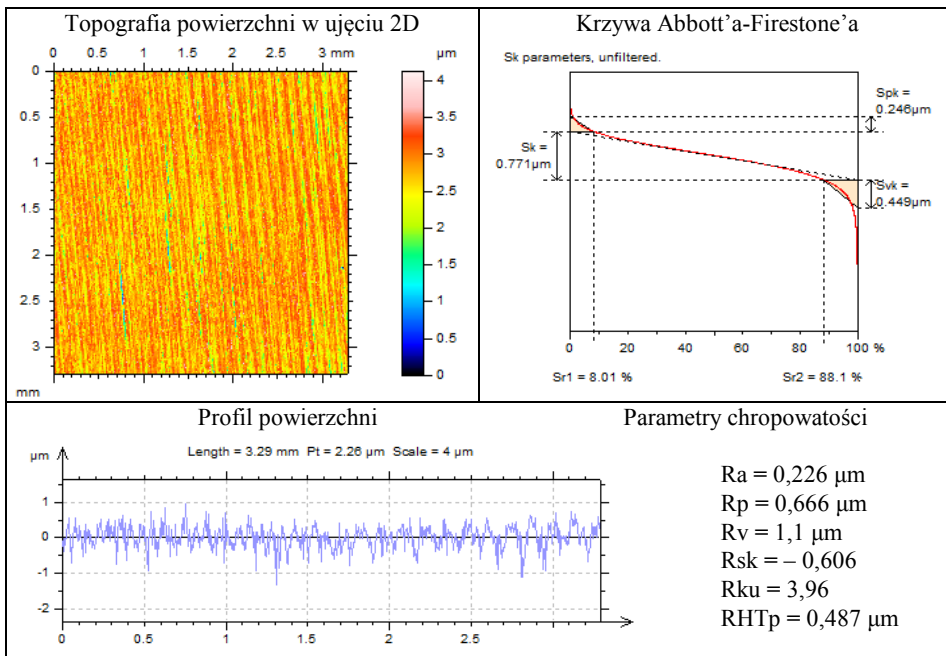 Topografia powierzchni w ujęciu 2D
0 0.5 1 1.5 2 2.5 3 mm
µm
0
0.5
1
1.5
2
2.5
3
mm
4
3.5
3
2.5
2
1.5
1
0.5
0
Krzywa Abbott’a-Firestone’a
Sk parameters, unfiltered.
Spk =
0.246µm
Sk =
0.771µm
Svk =
0.449µm
0 20 40 60 80 100 %
Sr1 = 8.01 % Sr2 = 88.1 %
Profil powierzchni
µm
Length = 3.29 mm Pt = 2.26 µm Scale = 4 µm
1
0
-1
-2
0 0.5 1 1.5 2 2.5
Parametry chropowatości
Ra = 0,226 µm
Rp = 0,666 µm
Rv = 1,1 µm
Rsk = – 0,606
Rku = 3,96
RHTp = 0,487 µm